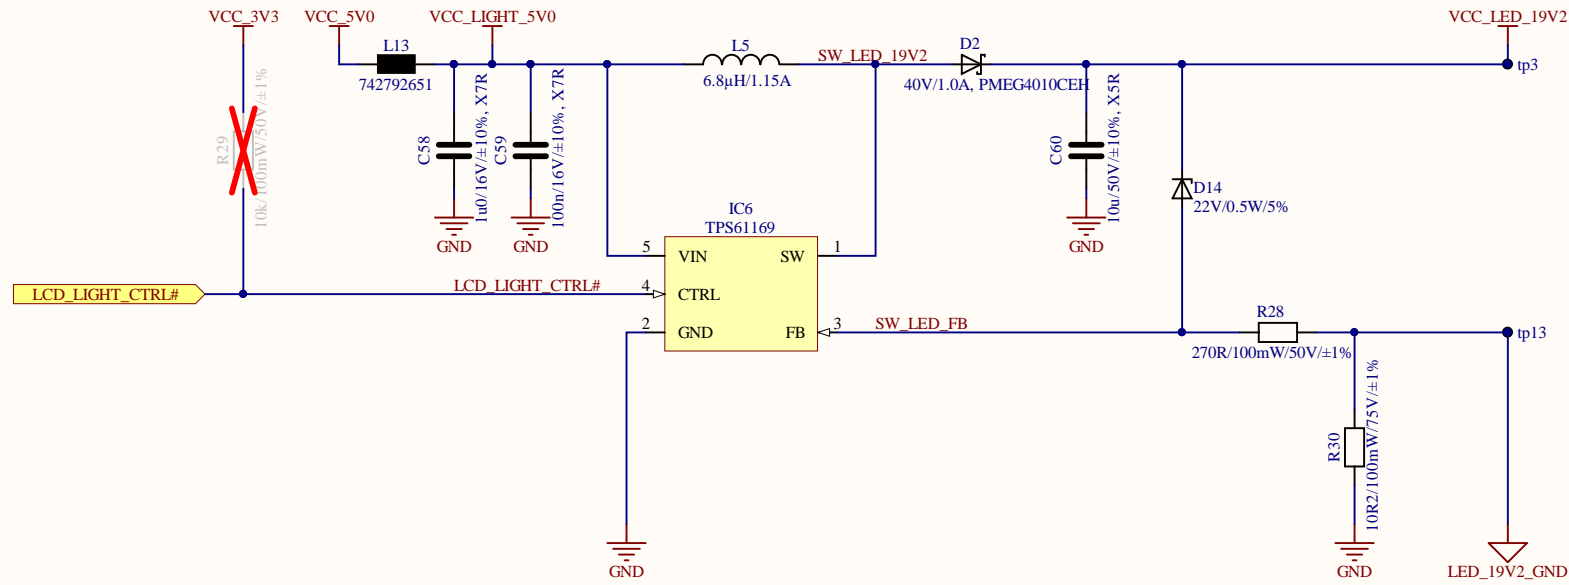 VCC_3V3
VCC_5V0
VCC_LIGHT_5V0
VCC_LED_19V2
L13
742792651
L5
6.8µH/1.15A
SW_LED_19V2
D2
40V/1.0A, PMEG4010CEH
tp3
R29
10k/100mW/50V/±1%
C58
1u0/16V/±10%, X7R
GND
C59
100n/16V/±10%, X7R
GND
C60
10u/50V/±10%, X5R
GND
D14
22V/0.5W/5%
IC6
TPS61169
5
VIN
SW
1
LCD_LIGHT_CTRL#
LCD_LIGHT_CTRL#
4
CTRL
2
GND
FB
3
SW_LED_FB
R28
270R/100mW/50V/±1%
tp13
R30
10R2/100mW/75V/±1%
GND
GND
LED_19V2_GND